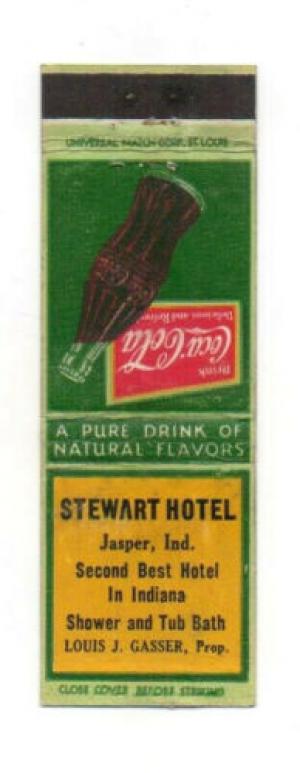 UNIVERSAL MATCH CORP. ST. LOUIS
Drink
Coca-Cola
Delicious and Refreshing
A PURE DRINK OF
NATURAL FLAVORS
STEWART HOTEL
Jasper, Ind.
Second Best Hotel
In Indiana
Shower and Tub Bath
LOUIS J. GASSER, Prop.
CLOSE COVER BEFORE STRIKING